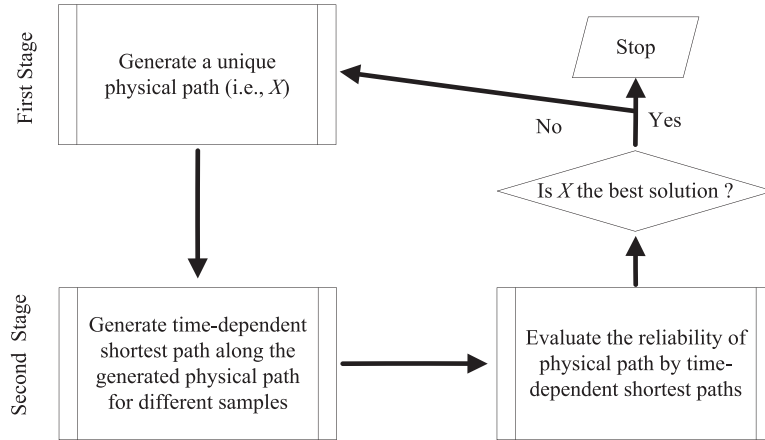 First Stage
Generate a unique
physical path (i.e., X)
Stop
No
Yes
Is X the best solution ?
Second Stage
Generate time-dependent
shortest path along the
generated physical path
for different samples
Evaluate the reliability of
physical path by time-
dependent shortest paths